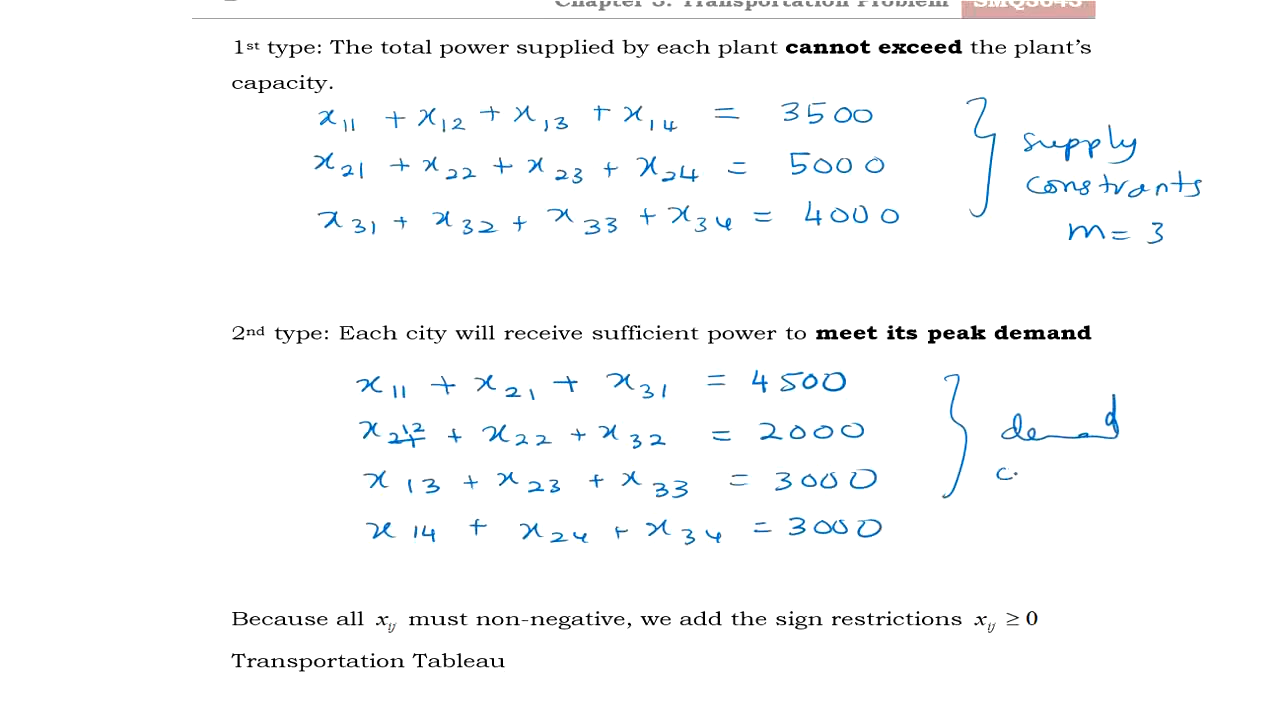 Chapter 3: Transportation Problem SMQ3043
1st type: The total power supplied by each plant cannot exceed the plant's
capacity.
x11 + x12 + x13 + x14 = 3500
x21 + x22 + x23 + x24 = 5000
x31 + x32 + x33 + x34 = 4000
supply
constrants
m = 3
2nd type: Each city will receive sufficient power to meet its peak demand
x11 + x21 + x31 = 4500
x12 + x22 + x32 = 2000
x13 + x23 + x33 = 3000
x14 + x24 + x34 = 3000
demad
c
Because all xij must non-negative, we add the sign restrictions xij ≥ 0
Transportation Tableau